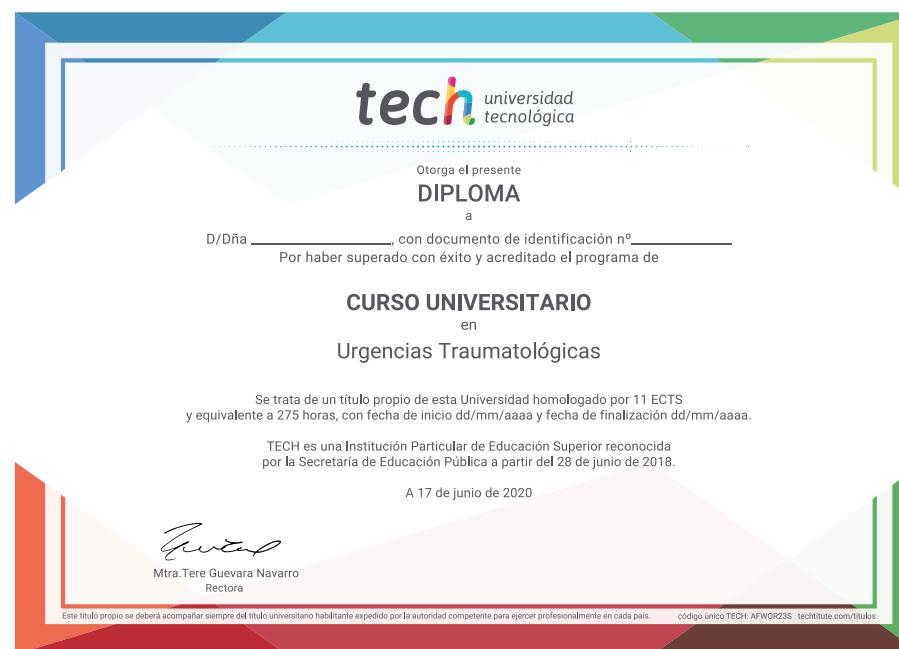 tech universidad
tecnológica
Otorga el presente
DIPLOMA
a
D/Dña ____________________, con documento de identificación nº______________
Por haber superado con éxito y acreditado el programa de
CURSO UNIVERSITARIO
en
Urgencias Traumatológicas
Se trata de un título propio de esta Universidad homologado por 11 ECTS
y equivalente a 275 horas, con fecha de inicio dd/mm/aaaa y fecha de finalización dd/mm/aaaa.
TECH es una Institución Particular de Educación Superior reconocida
por la Secretaría de Educación Pública a partir del 28 de junio de 2018.
A 17 de junio de 2020
Mtra.Tere Guevara Navarro
Rectora
Este título propio se deberá acompañar siempre del título universitario habilitante expedido por la autoridad competente para ejercer profesionalmente en cada país. código único TECH: AFWOR23S techtitute.com/titulos